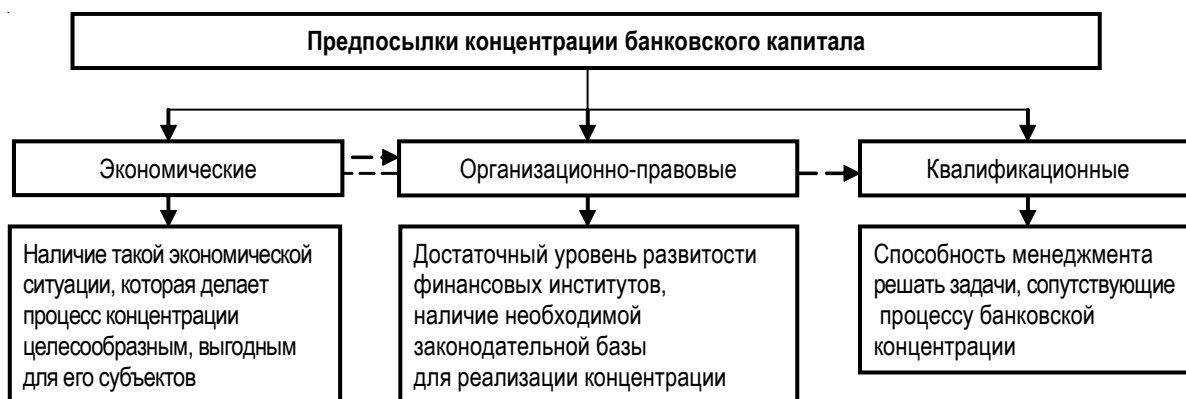 Предпосылки концентрации банковского капитала
Экономические
Организационно-правовые
Квалификационные
Наличие такой экономической
ситуации, которая делает
процесс концентрации
целесообразным, выгодным
для его субъектов
Достаточный уровень развитости
финансовых институтов,
наличие необходимой
законодательной базы
для реализации концентрации
Способность менеджмента
решать задачи, сопутствующие
процессу банковской
концентрации